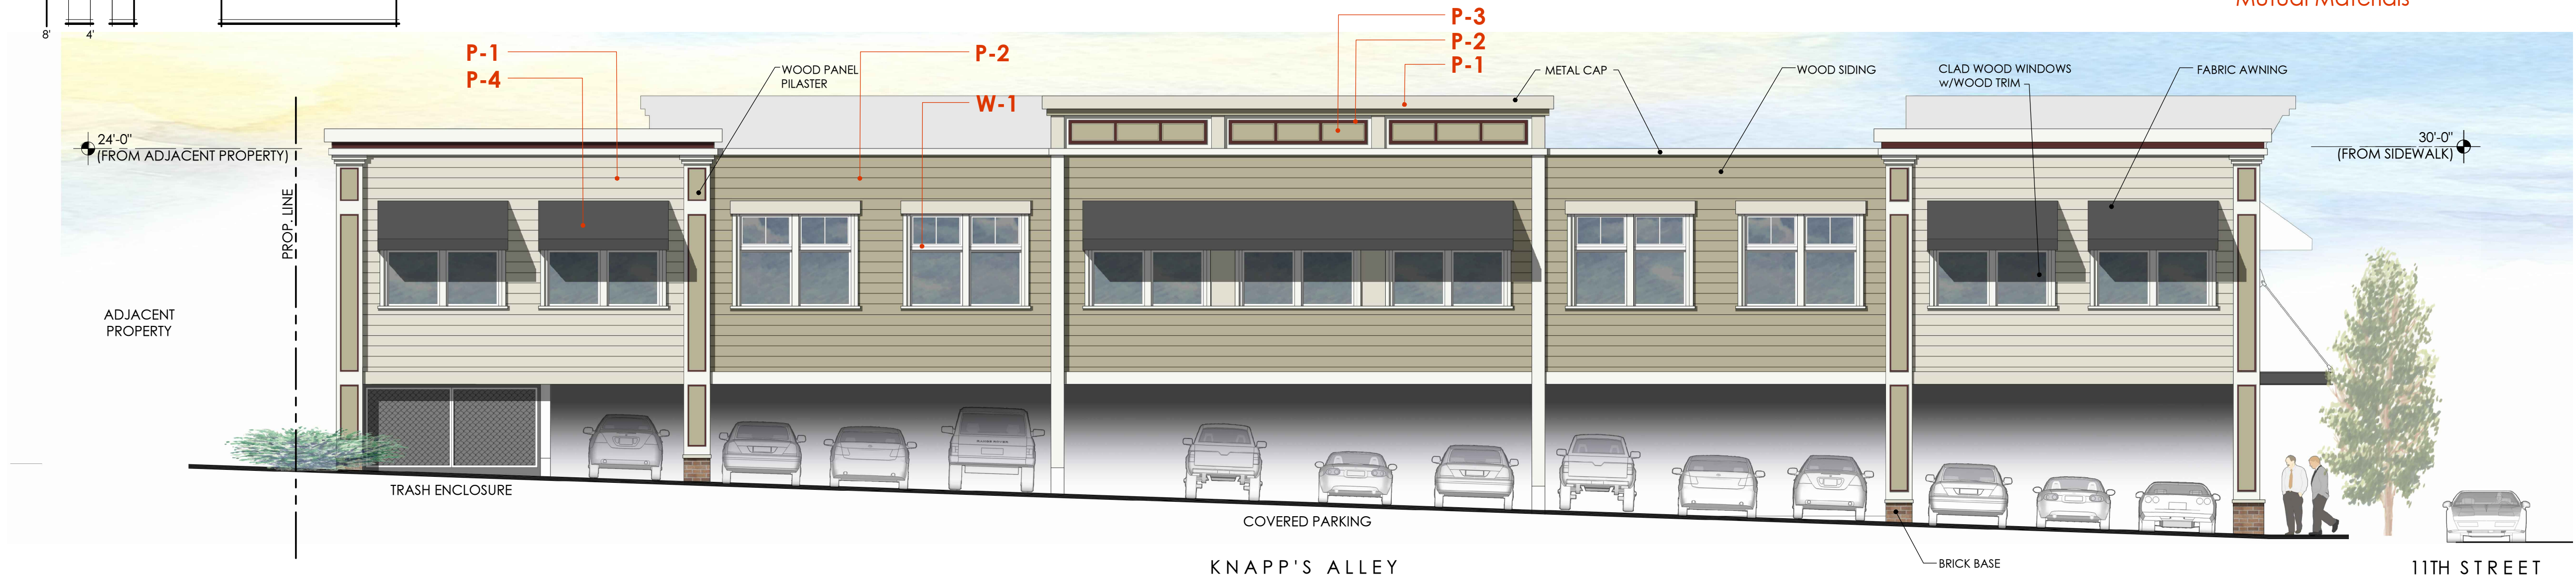 Mutual Materials
8' 4'
P-1
P-4
P-2
W-1
P-3
P-2
P-1
WOOD PANEL
PILASTER
METAL CAP
WOOD SIDING
CLAD WOOD WINDOWS
w/WOOD TRIM
FABRIC AWNING
24'-0"
(FROM ADJACENT PROPERTY)
30'-0"
(FROM SIDEWALK)
PROP. LINE
ADJACENT
PROPERTY
TRASH ENCLOSURE
COVERED PARKING
BRICK BASE
KNAPP'S ALLEY
11TH STREET